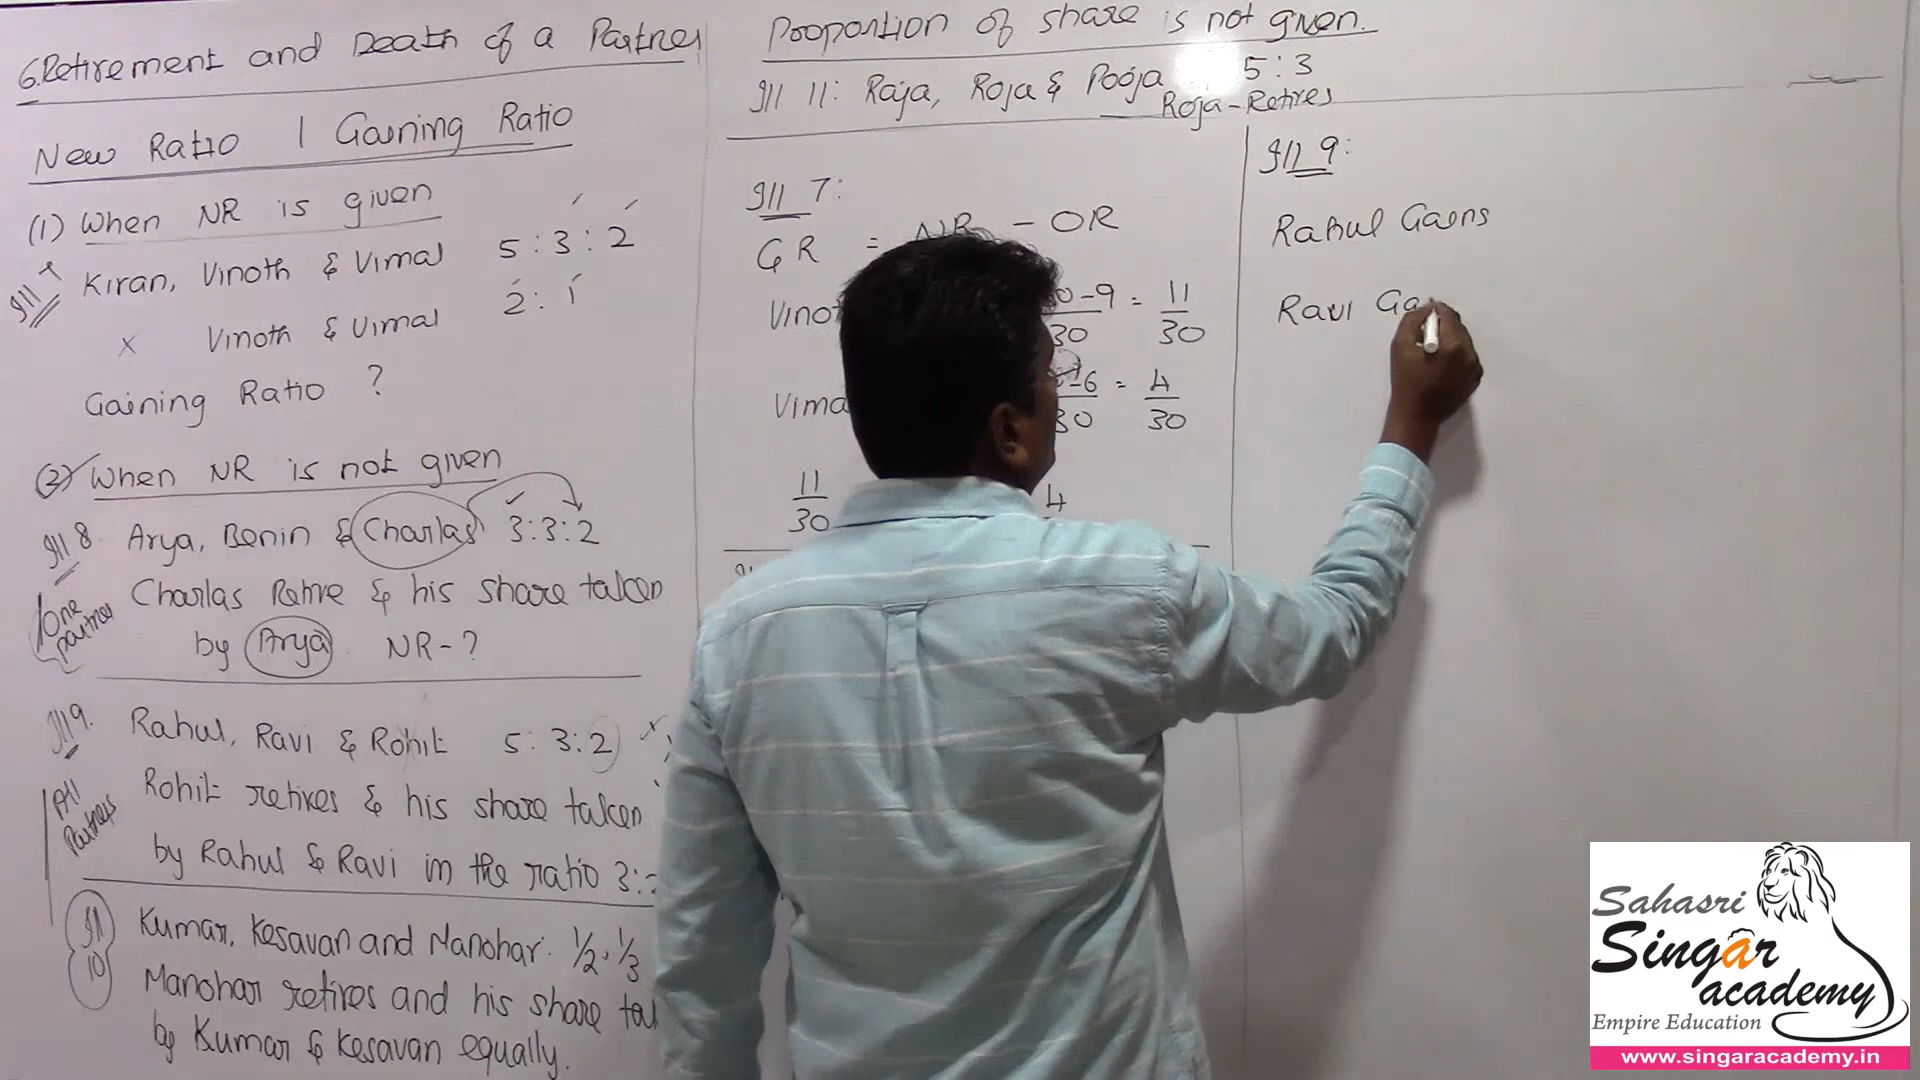 6. Retirement and Death of a Partner
New Ratio | Gaining Ratio
(1) When NR is given
Ill 7 Kiran, Vinoth & Vimal 5 : 3 : 2
x Vinoth & Vimal 2 : 1
Gaining Ratio ?
(2) When NR is not given
Ill 8. Arya, Benin & Charlas 3:3:2
Charlas Retire & his share taken
One Partner
by Arya. NR-?
Ill 9. Rahul, Ravi & Rohit 5:3:2
Rohit retires & his share taken
All Partners
by Rahul & Ravi in the ratio 3:
Ill 10 Kumar, Kesavan and Manohar. 1/2, 1/3
Manohar retires and his share
by Kumar & Kesavan equally.
Proportion of share is not given.
Ill 11: Raja, Roja & Pooja 5:3
Roja - Retires
Ill 7:
GR = NR - OR
-9 = 11/30
30
-6 = 4/30
30
11/30
4
Ill 9:
Rahul Gains
Ravi
Sahasri
Singar
academy
Empire Education
www.singaracademy.in